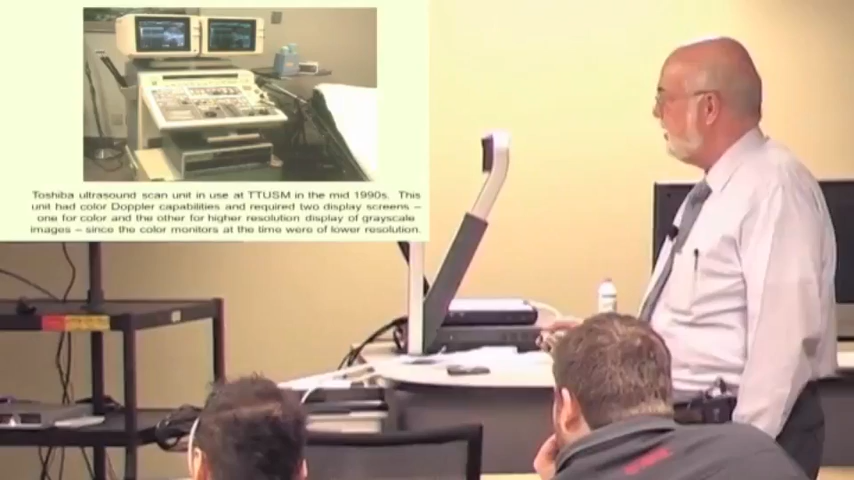 Toshiba ultrasound scan unit in use at TTUSM in the mid 1990s. This
unit had color Doppler capabilities and required two display screens –
one for color and the other for higher resolution display of grayscale
images – since the color monitors at the time were of lower resolution.